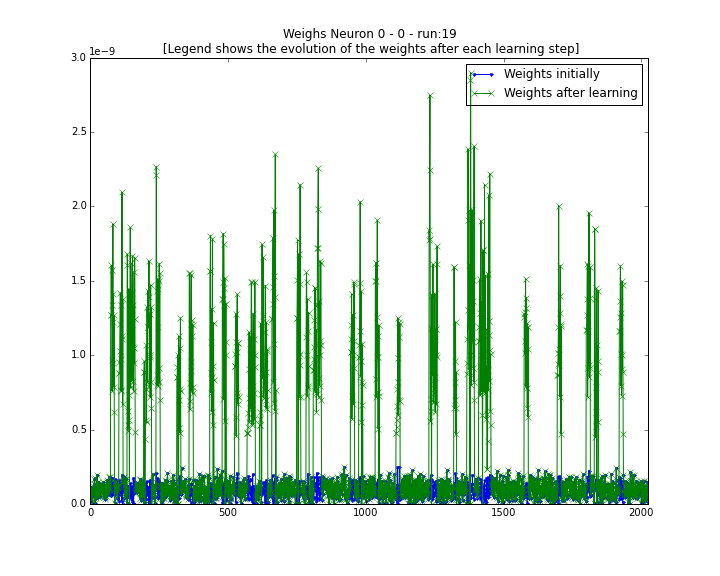 Weighs Neuron 0 - 0 - run:19
[Legend shows the evolution of the weights after each learning step]
1e−9
3.0
Weights initially
Weights after learning
2.5
2.0
1.5
1.0
0.5
0.0
0 500 1000 1500 2000